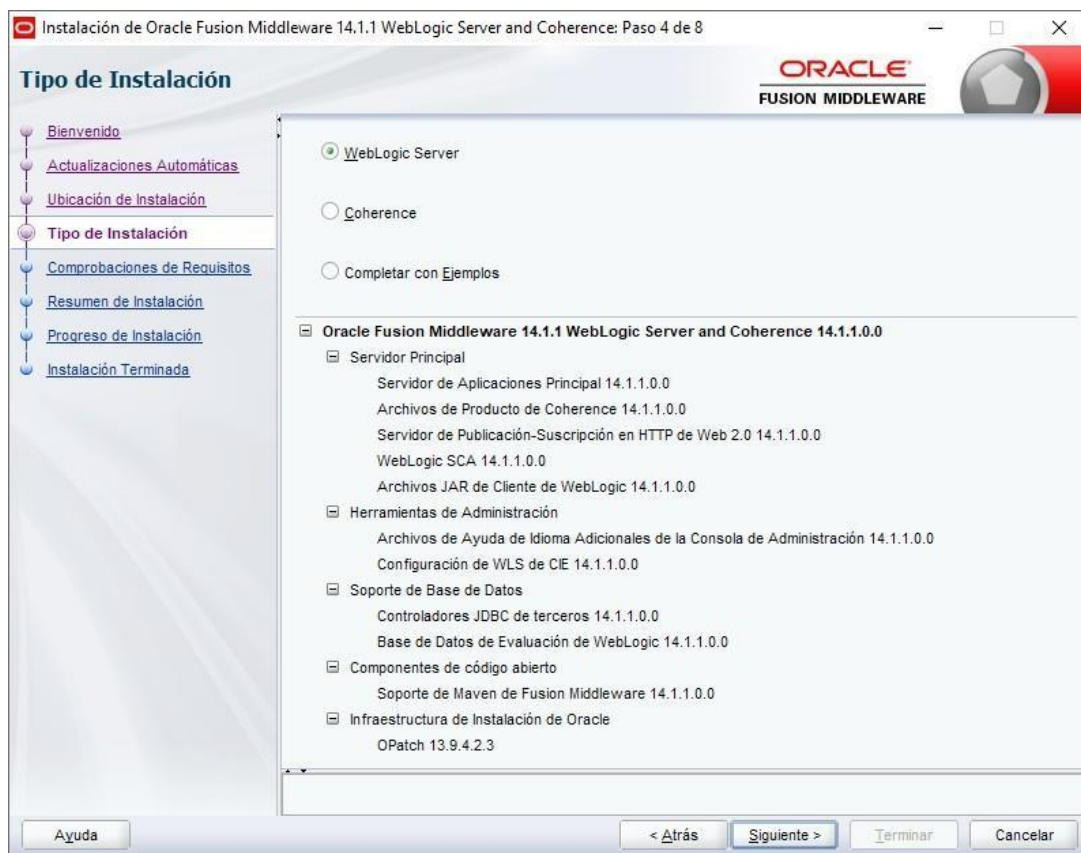 Instalación de Oracle Fusion Middleware 14.1.1 WebLogic Server and Coherence: Paso 4 de 8
Tipo de Instalación
ORACLE
FUSION MIDDLEWARE
Bienvenido
Actualizaciones Automáticas
Ubicación de Instalación
Tipo de Instalación
Comprobaciones de Requisitos
Resumen de Instalación
Progreso de Instalación
Instalación Terminada
WebLogic Server
Coherence
Completar con Ejemplos
Oracle Fusion Middleware 14.1.1 WebLogic Server and Coherence 14.1.1.0.0
Servidor Principal
Servidor de Aplicaciones Principal 14.1.1.0.0
Archivos de Producto de Coherence 14.1.1.0.0
Servidor de Publicación-Suscripción en HTTP de Web 2.0 14.1.1.0.0
WebLogic SCA 14.1.1.0.0
Archivos JAR de Cliente de WebLogic 14.1.1.0.0
Herramientas de Administración
Archivos de Ayuda de Idioma Adicionales de la Consola de Administración 14.1.1.0.0
Configuración de WLS de CIE 14.1.1.0.0
Soporte de Base de Datos
Controladores JDBC de terceros 14.1.1.0.0
Base de Datos de Evaluación de WebLogic 14.1.1.0.0
Componentes de código abierto
Soporte de Maven de Fusion Middleware 14.1.1.0.0
Infraestructura de Instalación de Oracle
OPatch 13.9.4.2.3
Ayuda
< Atrás
Siguiente >
Terminar
Cancelar